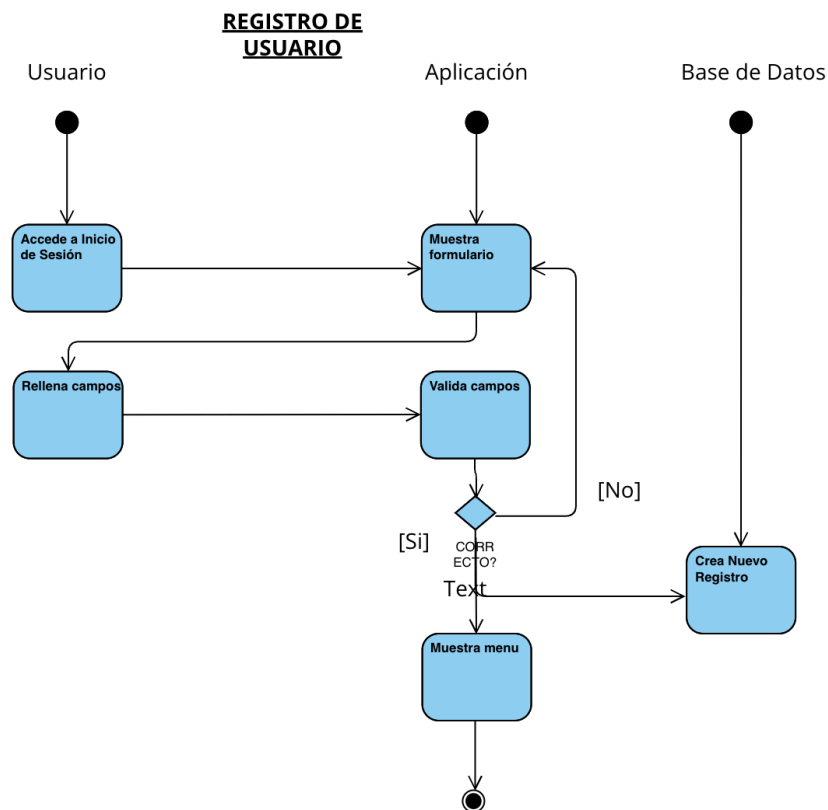 REGISTRO DE
USUARIO
Usuario
Aplicación
Base de Datos
Accede a Inicio
de Sesión
Muestra
formulario
Rellena campos
Valida campos
[No]
[Si]
CORR
ECTO?
Text
Crea Nuevo
Registro
Muestra menu